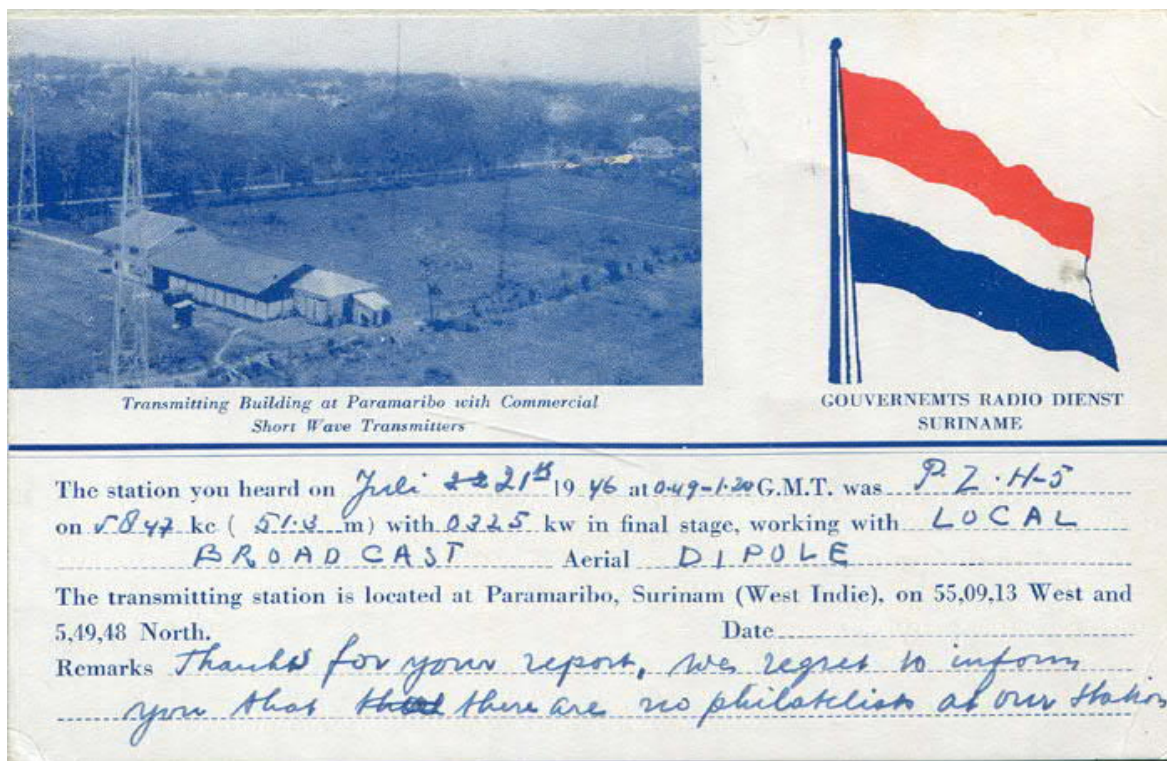 Transmitting Building at Paramaribo with Commercial
Short Wave Transmitters
GOUVERNEMTS RADIO DIENST
SURINAME
The station you heard on Juli 21th 1946 at 0.49-1.20 G.M.T. was P.Z.H-5
on 5847 kc ( 51.3 m) with 0325 kw in final stage, working with LOCAL
BROADCAST Aerial DIPOLE
The transmitting station is located at Paramaribo, Surinam (West Indie), on 55,09,13 West and
5,49,48 North. Date
Remarks Thanks for your report, we regret to inform
you that there are no philatelists at our station